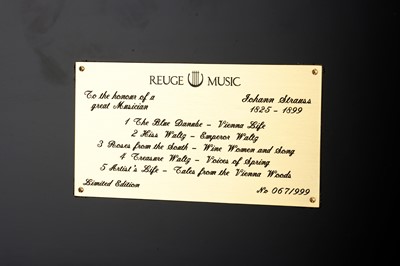 REUGE MUSIC
To the honour of a great Musician
Johann Strauss
1825 - 1899
1 The Blue Danube - Vienna Life
2 Kiss Waltz - Emperor Waltz
3 Roses from the South - Wine Women and Song
4 Treasure Waltz - Voices of Spring
5 Artist's Life - Tales from the Vienna Woods
Limited Edition
No 067/999